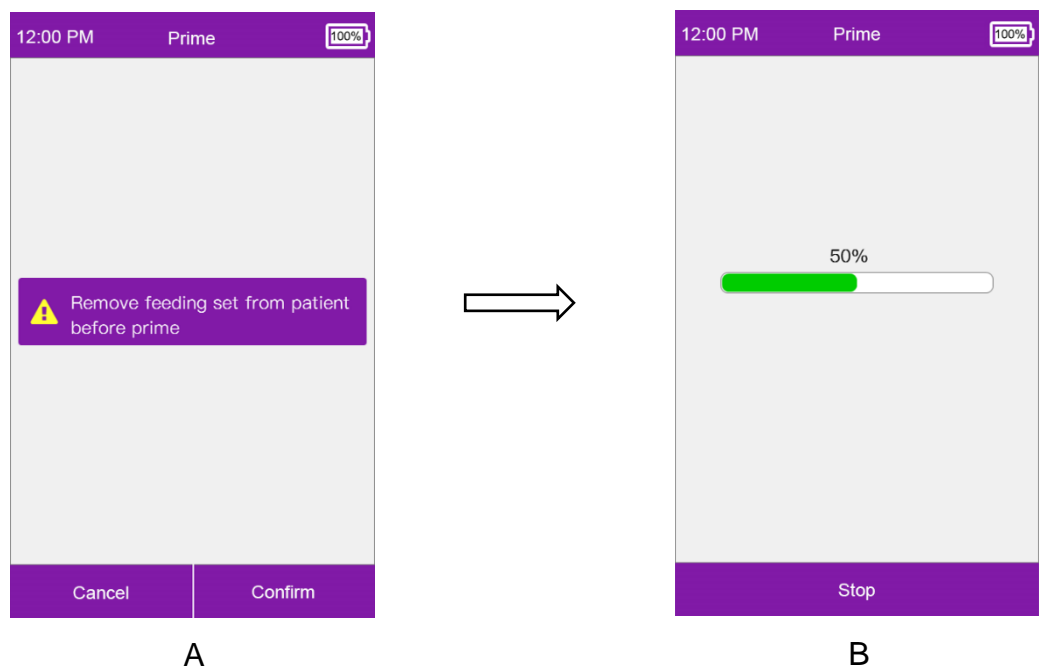 12:00 PM Prime 100%
Remove feeding set from patient
before prime
Cancel Confirm
A
12:00 PM Prime 100%
50%
Stop
B